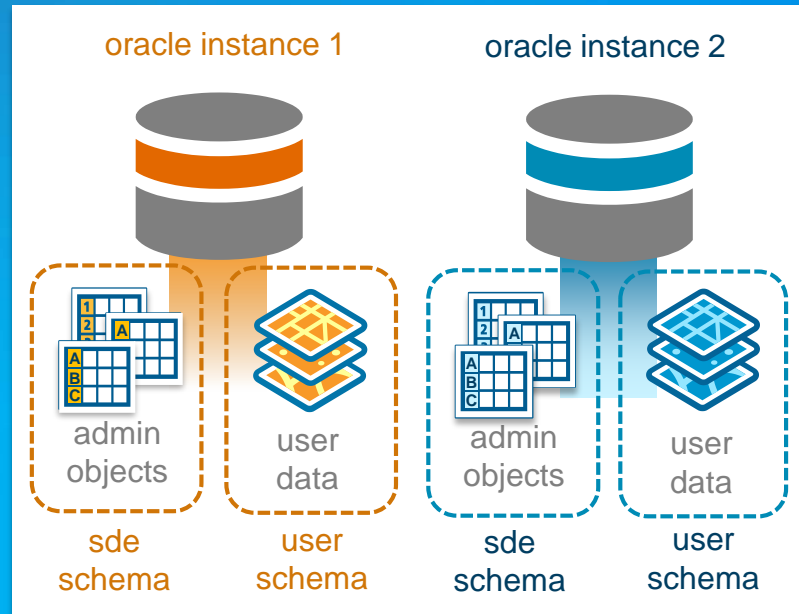 oracle instance 1
oracle instance 2
1
2
A
A
B
C
admin
objects
user
data
sde
schema
user
schema
1
2
A
A
B
C
admin
objects
user
data
sde
schema
user
schema